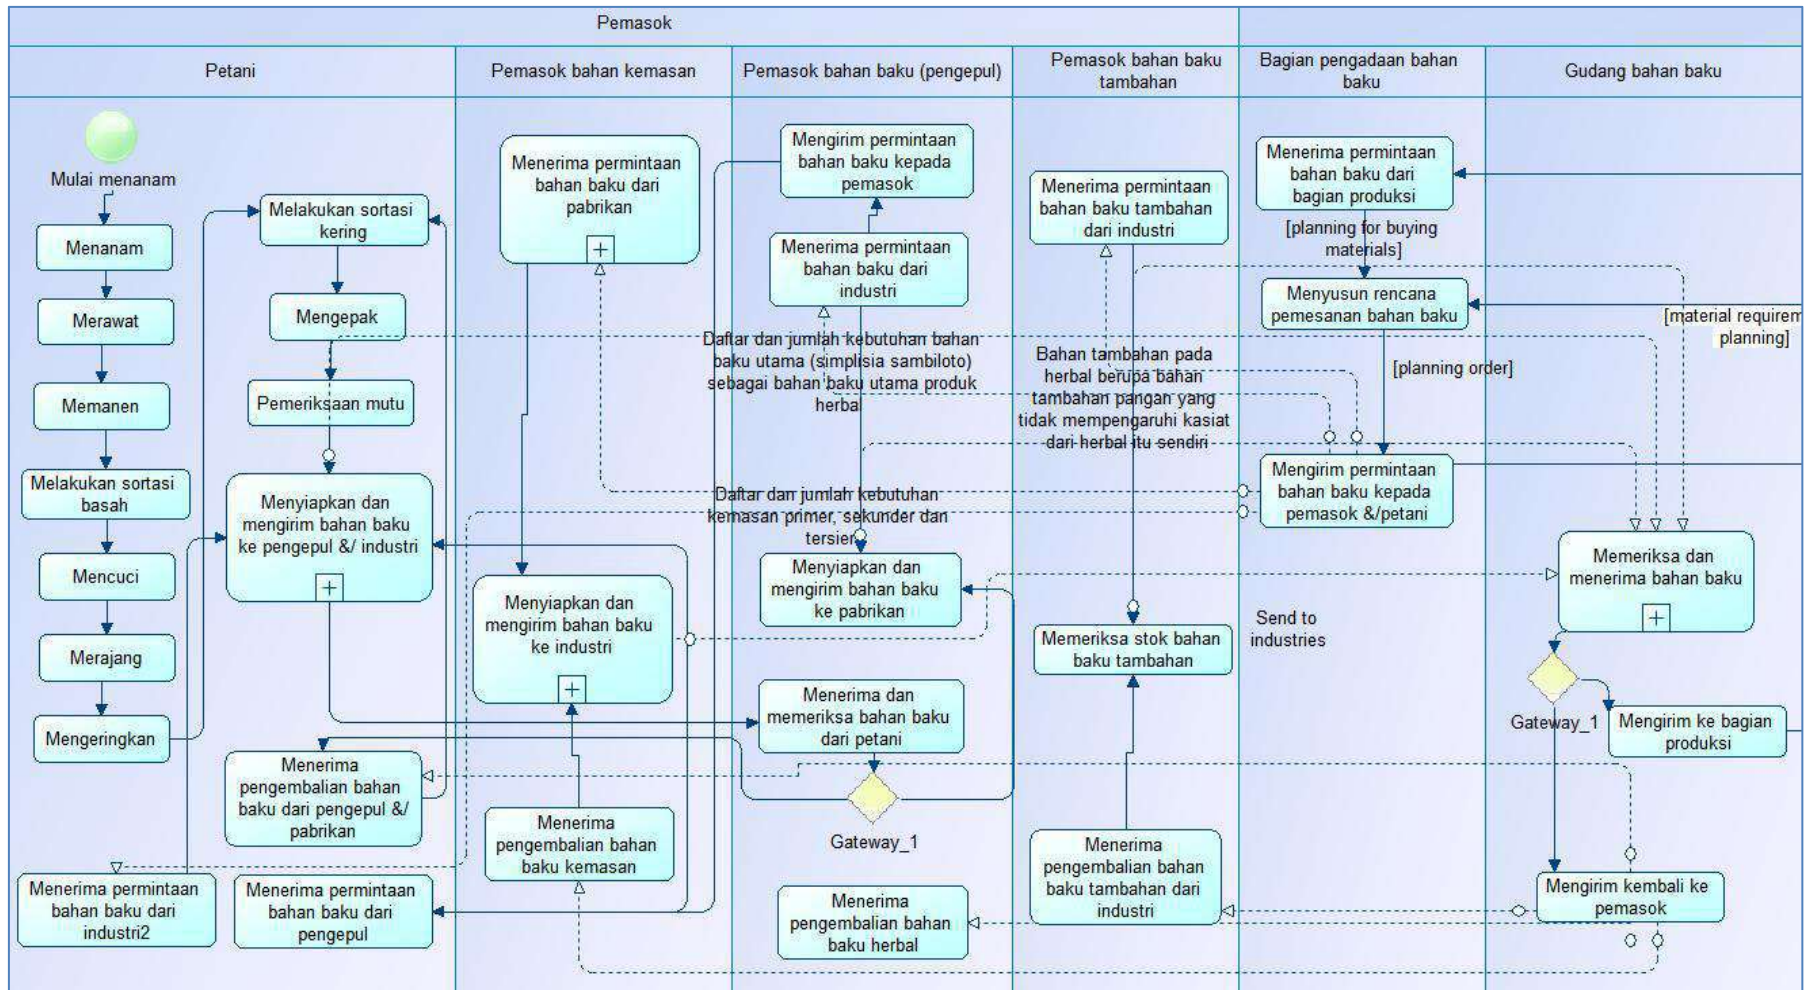 Pemasok
Petani
Pemasok bahan kemasan
Pemasok bahan baku (pengepul)
Pemasok bahan baku
tambahan
Bagian pengadaan bahan
baku
Gudang bahan baku
Mulai menanam
Menanam
Merawat
Memanen
Melakukan sortasi
basah
Mencuci
Merajang
Mengeringkan
Melakukan sortasi
kering
Mengepak
Pemeriksaan mutu
Menyiapkan dan
mengirim bahan baku
ke pengepul &/ industri
Menerima
pengembalian bahan
baku dari pengepul &/
pabrikan
Menerima permintaan
bahan baku dari
industri2
Menerima permintaan
bahan baku dari
pengepul
Menerima permintaan
bahan baku dari
pabrikan
Menyiapkan dan
mengirim bahan baku
ke industri
Menerima
pengembalian bahan
baku kemasan
Mengirim permintaan
bahan baku kepada
pemasok
Menerima permintaan
bahan baku dari
industri
Daftar dan jumlah kebutuhan bahan
baku utama (simplisia sambiloto)
sebagai bahan baku utama produk
herbal
Daftar dan jumlah kebutuhan
kemasan primer, sekunder dan
tersier
Menyiapkan dan
mengirim bahan baku
ke pabrikan
Menerima dan
memeriksa bahan baku
dari petani
Gateway_1
Menerima
pengembalian bahan
baku herbal
Menerima permintaan
bahan baku tambahan
dari industri
Bahan tambahan pada
herbal berupa bahan
tambahan pangan yang
tidak mempengaruhi kasiat
dari herbal itu sendiri
Memeriksa stok bahan
baku tambahan
Menerima
pengembalian bahan
baku tambahan dari
industri
Menerima permintaan
bahan baku dari
bagian produksi
[planning for buying
materials]
Menyusun rencana
pemesanan bahan baku
[planning order]
Mengirim permintaan
bahan baku kepada
pemasok &/petani
Send to
industries
[material requirem
planning]
Memeriksa dan
menerima bahan baku
Gateway_1
Mengirim ke bagian
produksi
Mengirim kembali ke
pemasok